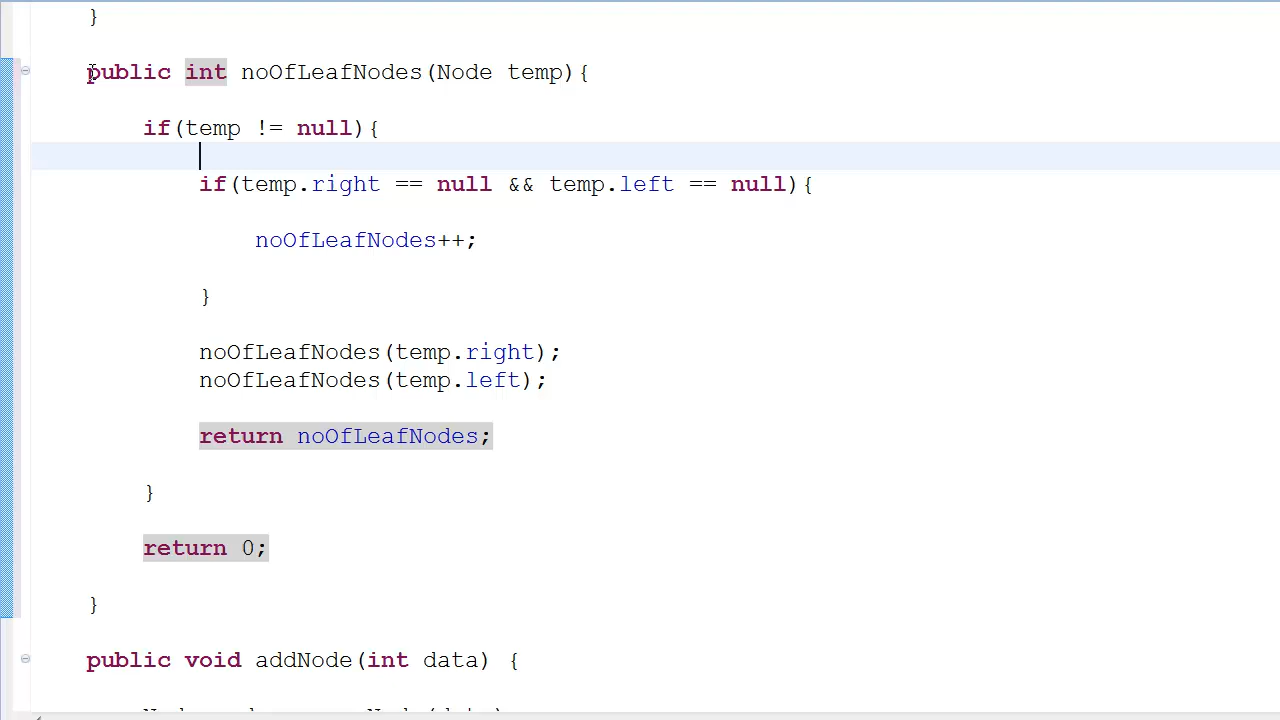 }
public int noOfLeafNodes(Node temp){
if(temp != null){
if(temp.right == null && temp.left == null){
noOfLeafNodes++;
}
noOfLeafNodes(temp.right);
noOfLeafNodes(temp.left);
return noOfLeafNodes;
}
return 0;
}
public void addNode(int data) {